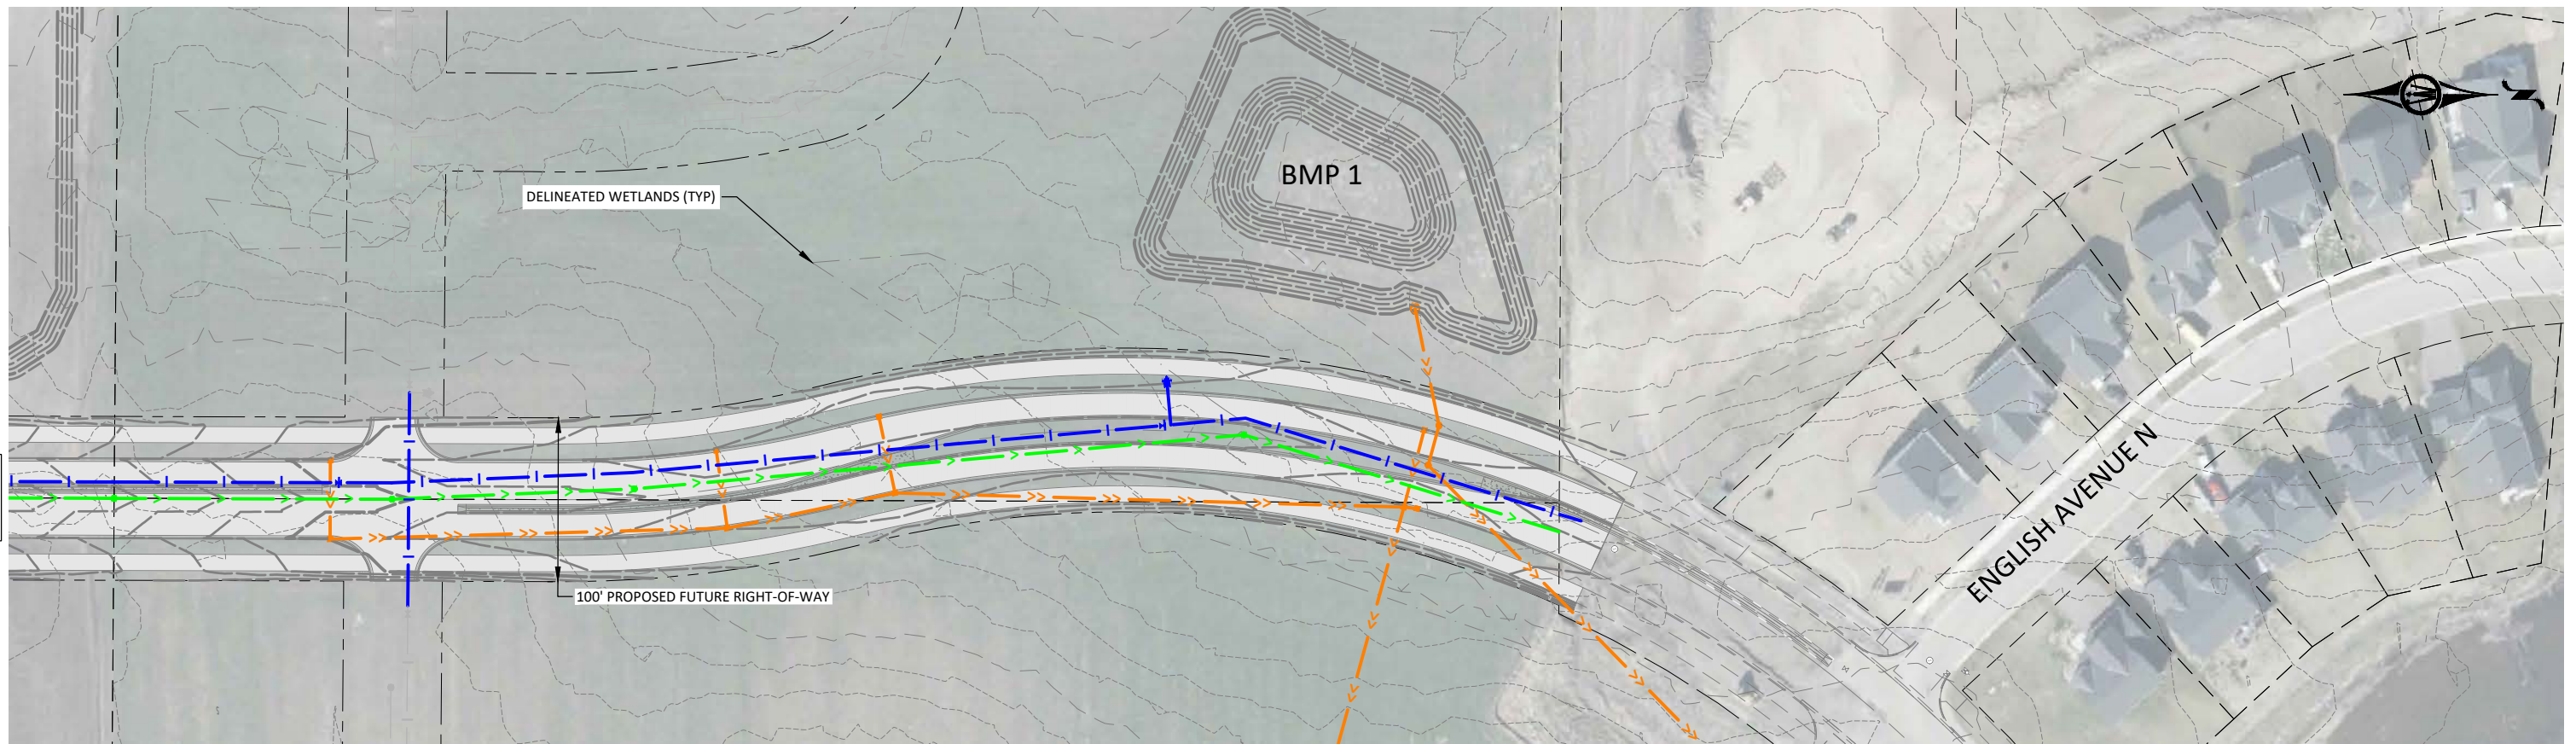 BMP 1
DELINEATED WETLANDS (TYP)
ENGLISH AVENUE N
100' PROPOSED FUTURE RIGHT-OF-WAY